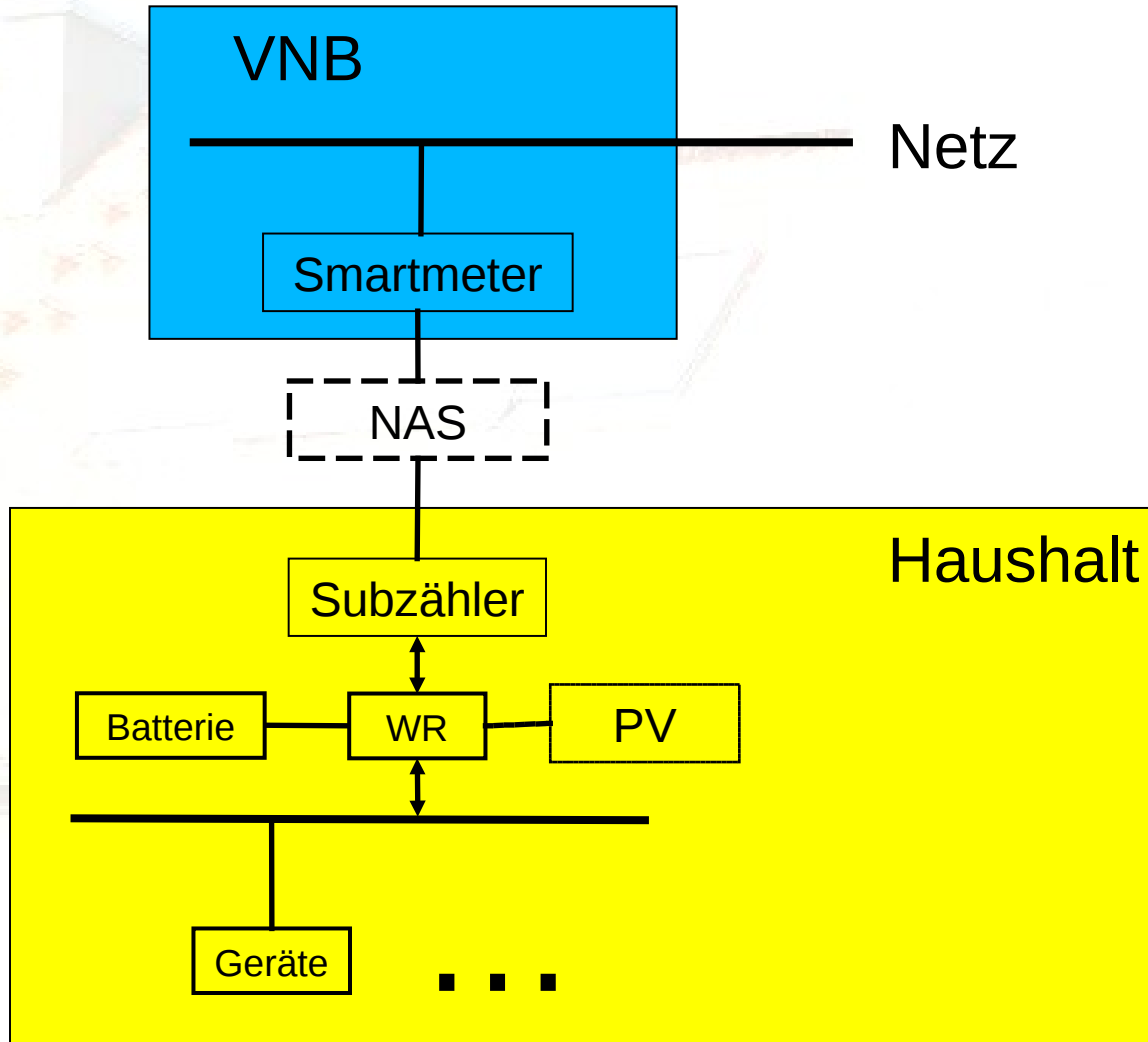 VNB
Netz
Smartmeter
NAS
Haushalt
Subzähler
Batterie
WR
PV
Geräte
...